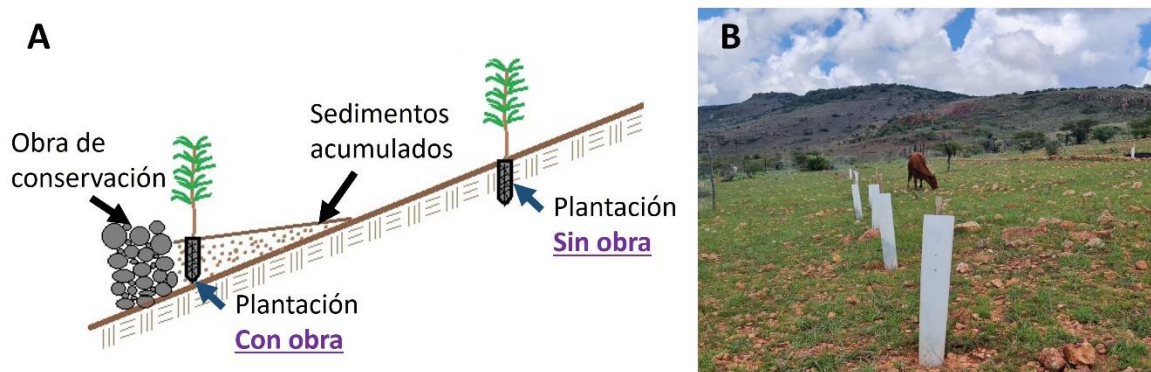 A
Obra de
conservación
Sedimentos
acumulados
Plantación
Con obra
Plantación
Sin obra
B